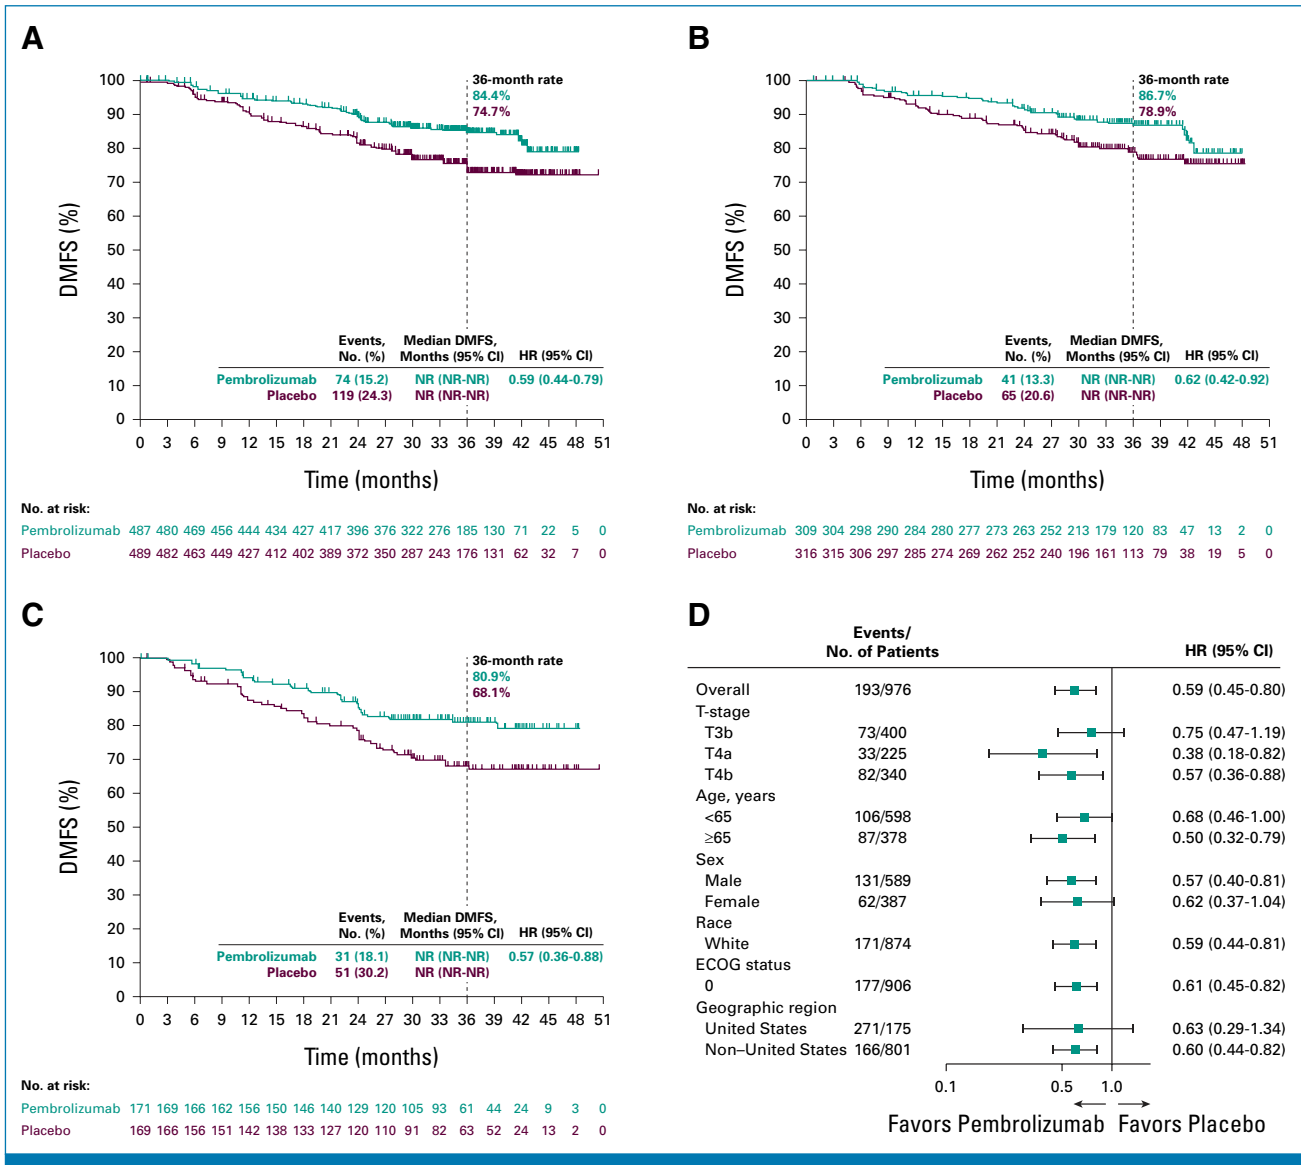 A
100
90
80
70
60
50
40
30
20
10
0
DMFS (%)
36-month rate
84.4%
74.7%
Events, No. (%) Median DMFS, Months (95% CI) HR (95% CI)
Pembrolizumab 74 (15.2) NR (NR-NR) 0.59 (0.44-0.79)
Placebo 119 (24.3) NR (NR-NR)
0 3 6 9 12 15 18 21 24 27 30 33 36 39 42 45 48 51
Time (months)
No. at risk:
Pembrolizumab 487 480 469 456 444 434 427 417 396 376 322 276 185 130 71 22 5 0
Placebo 489 482 463 449 427 412 402 389 372 350 287 243 176 131 62 32 7 0
B
100
90
80
70
60
50
40
30
20
10
0
DMFS (%)
36-month rate
86.7%
78.9%
Events, No. (%) Median DMFS, Months (95% CI) HR (95% CI)
Pembrolizumab 41 (13.3) NR (NR-NR) 0.62 (0.42-0.92)
Placebo 65 (20.6) NR (NR-NR)
0 3 6 9 12 15 18 21 24 27 30 33 36 39 42 45 48 51
Time (months)
No. at risk:
Pembrolizumab 309 304 298 290 284 280 277 273 263 252 213 179 120 83 47 13 2 0
Placebo 316 315 306 297 285 274 269 262 252 240 196 161 113 79 38 19 5 0
C
100
90
80
70
60
50
40
30
20
10
0
DMFS (%)
36-month rate
80.9%
68.1%
Events, No. (%) Median DMFS, Months (95% CI) HR (95% CI)
Pembrolizumab 31 (18.1) NR (NR-NR) 0.57 (0.36-0.88)
Placebo 51 (30.2) NR (NR-NR)
0 3 6 9 12 15 18 21 24 27 30 33 36 39 42 45 48 51
Time (months)
No. at risk:
Pembrolizumab 171 169 166 162 156 150 146 140 129 120 105 93 61 44 24 9 3 0
Placebo 169 166 156 151 142 138 133 127 120 110 91 82 63 52 24 13 2 0
D
Events/
No. of Patients HR (95% CI)
Overall 193/976 0.59 (0.45-0.80)
T-stage
T3b 73/400 0.75 (0.47-1.19)
T4a 33/225 0.38 (0.18-0.82)
T4b 82/340 0.57 (0.36-0.88)
Age, years
<65 106/598 0.68 (0.46-1.00)
≥65 87/378 0.50 (0.32-0.79)
Sex
Male 131/589 0.57 (0.40-0.81)
Female 62/387 0.62 (0.37-1.04)
Race
White 171/874 0.59 (0.44-0.81)
ECOG status
0 177/906 0.61 (0.45-0.82)
Geographic region
United States 271/175 0.63 (0.29-1.34)
Non–United States 166/801 0.60 (0.44-0.82)
0.1 0.5 1.0
Favors Pembrolizumab Favors Placebo